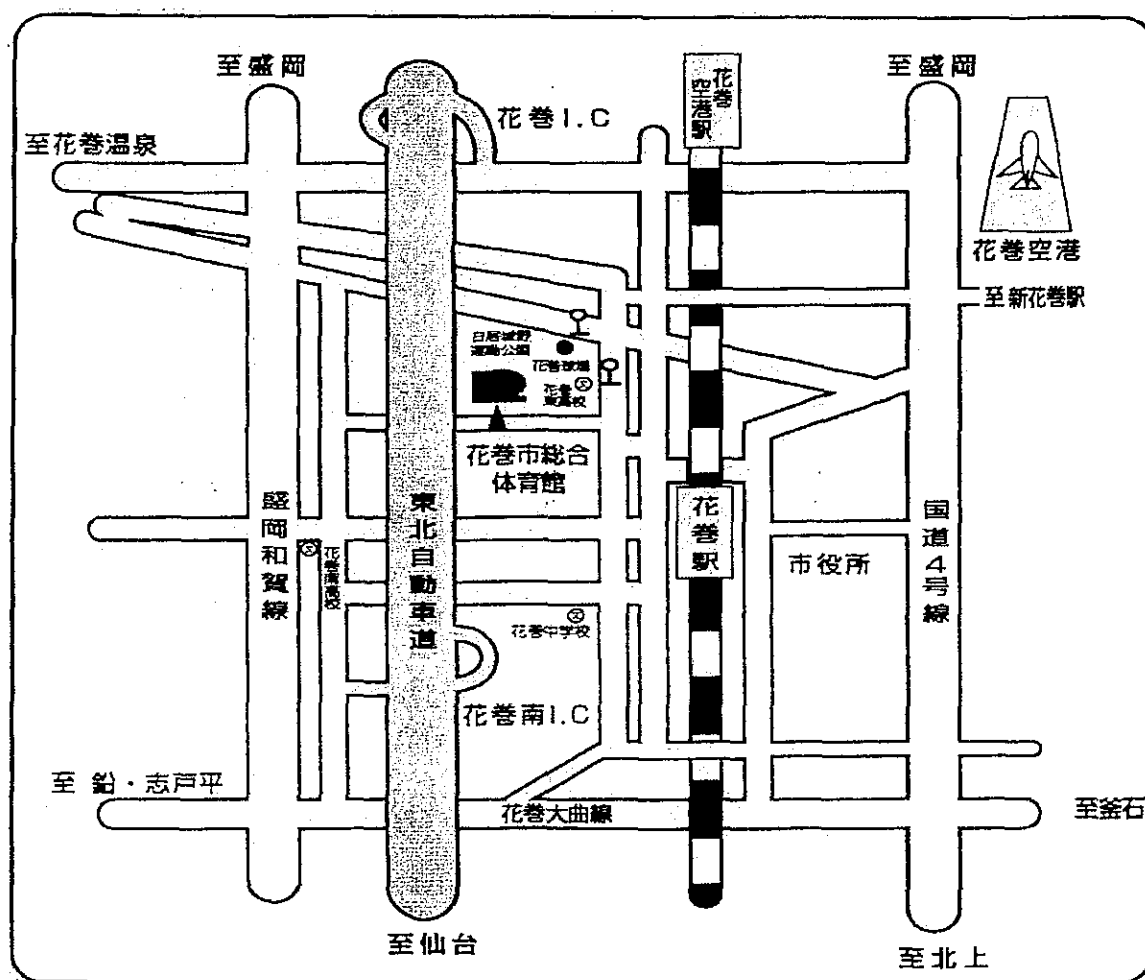 至盛岡
花巻
空港駅
至盛岡
花巻I.C
至花巻温泉
花巻空港
至新花巻駅
日居城野
運動公園
花巻球場
花巻
東高校
花巻市総合
体育館
盛岡和賀線
東北自動車道
花巻駅
国道4号線
花巻南高校
市役所
花巻中学校
花巻南I.C
至 鉛・志戸平
花巻大曲線
至釜石
至仙台
至北上